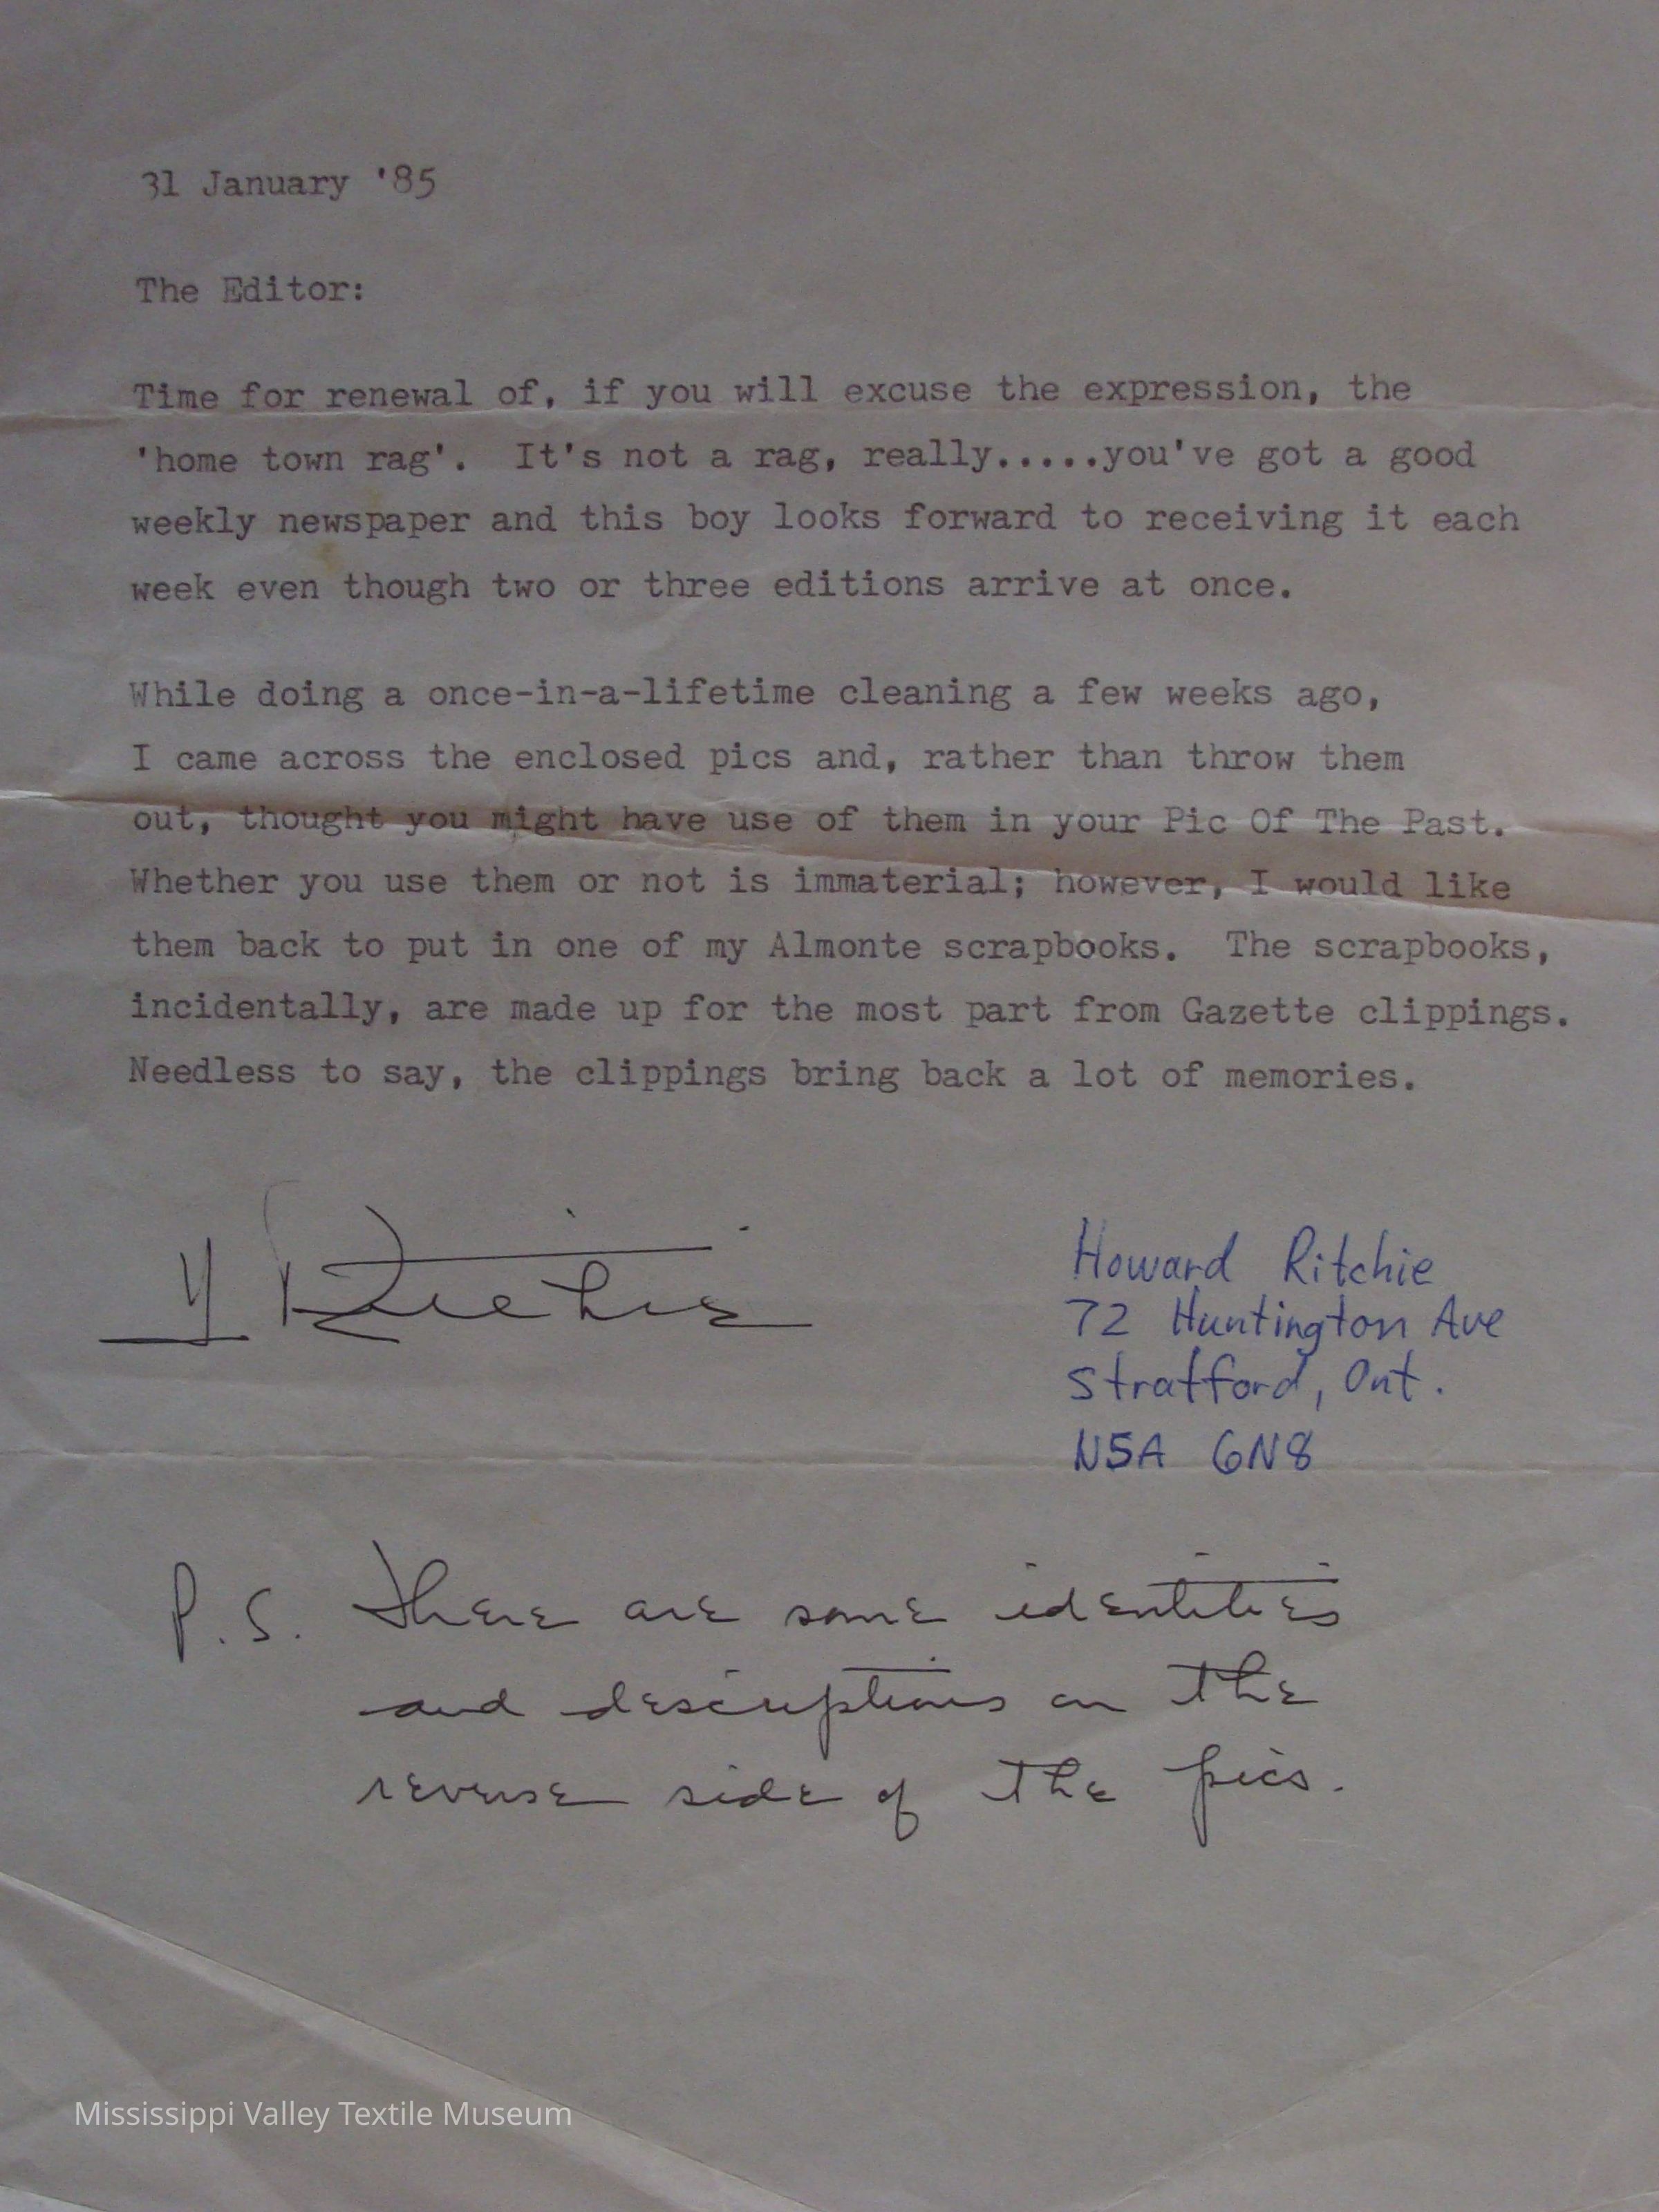 31 January '85
The Editor:
Time for renewal of, if you will excuse the expression, the
'home town rag'. It's not a rag, really.....you've got a good
weekly newspaper and this boy looks forward to receiving it each
week even though two or three editions arrive at once.
While doing a once-in-a-lifetime cleaning a few weeks ago,
I came across the enclosed pics and, rather than throw them
out, thought you might have use of them in your Pic Of The Past.
Whether you use them or not is immaterial; however, I would like
them back to put in one of my Almonte scrapbooks. The scrapbooks,
incidentally, are made up for the most part from Gazette clippings.
Needless to say, the clippings bring back a lot of memories.
Ritchie
Howard Ritchie
72 Huntington Ave
Stratford, Ont.
N5A 6N8
P.S. There are some identities
and descriptions on the
reverse side of the pics.
Mississippi Valley Textile Museum